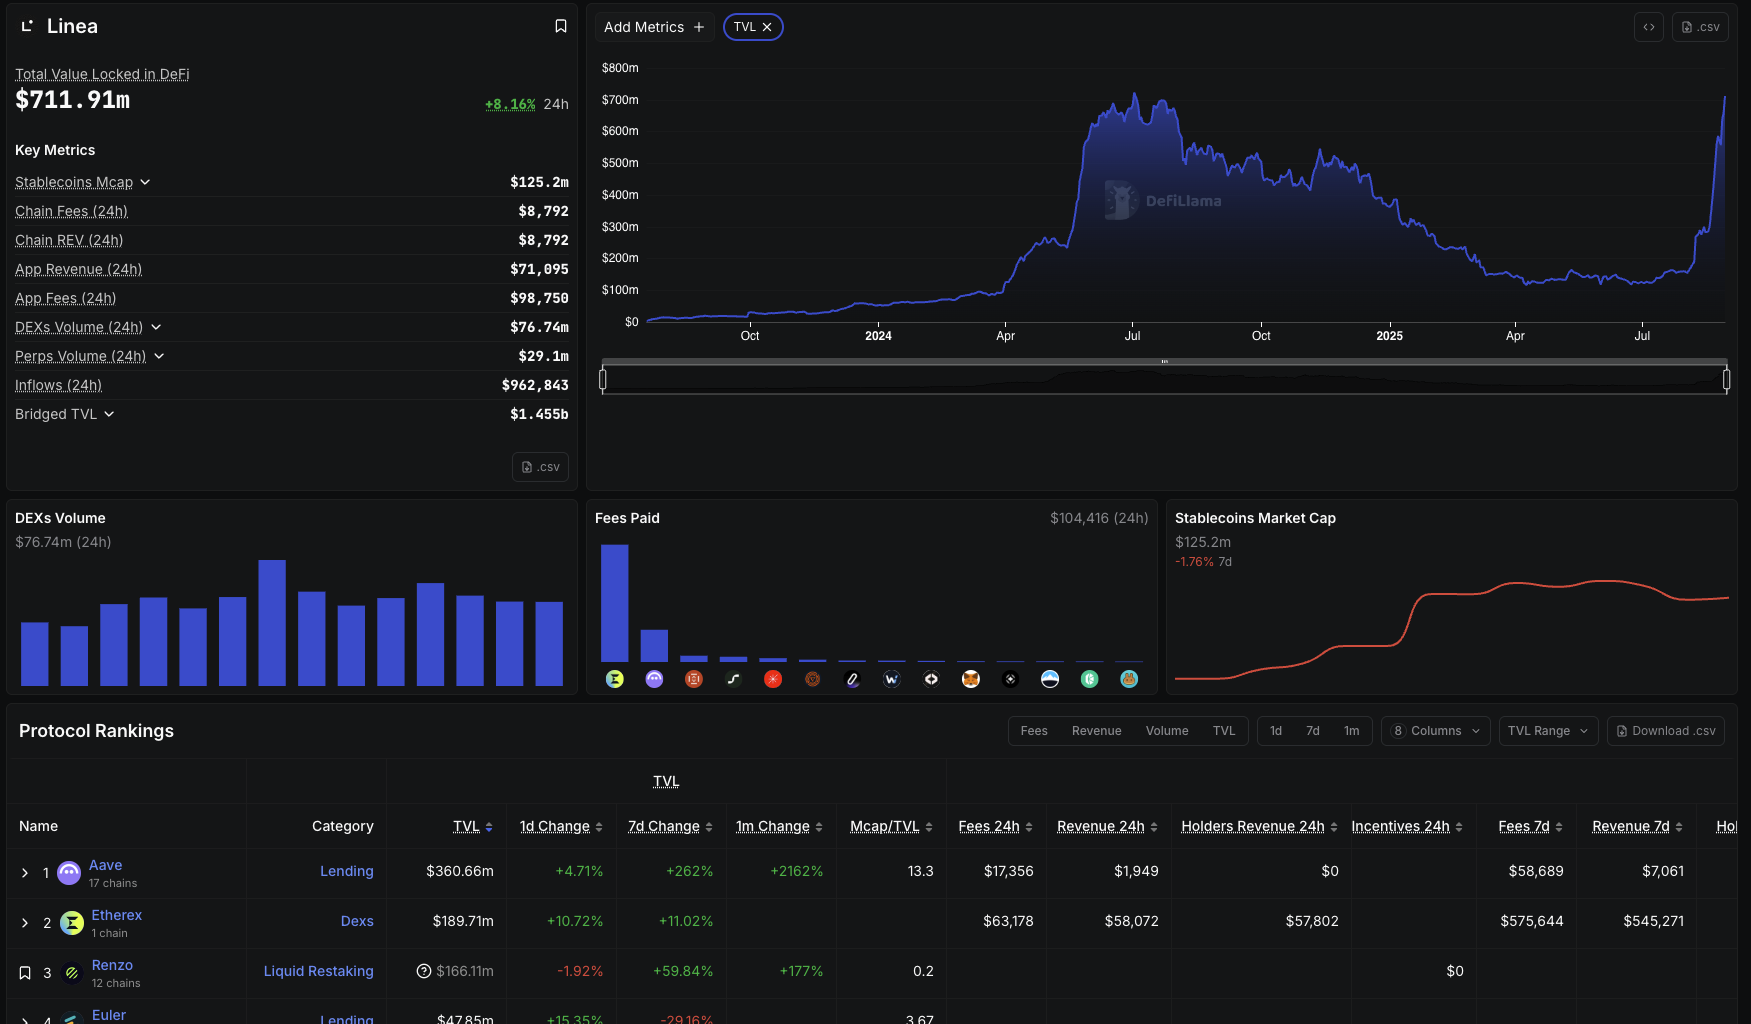 Linea
Total Value Locked in DeFi
$711.91m
+8.16% 24h
Key Metrics
Stablecoins Mcap $125.2m
Chain Fees (24h) $8,792
Chain REV (24h) $8,792
App Revenue (24h) $71,095
App Fees (24h) $98,750
DEXs Volume (24h) $76.74m
Perps Volume (24h) $29.1m
Inflows (24h) $962,843
Bridged TVL $1.455b
.csv
Add Metrics +
TVL
.csv
$800m
$700m
$600m
$500m
$400m
$300m
$200m
$100m
$0
DefiLlama
Oct 2024 Apr Jul Oct 2025 Apr Jul
DEXs Volume
$76.74m (24h)
Fees Paid $104,416 (24h)
Stablecoins Market Cap
$125.2m
-1.76% 7d
Protocol Rankings
Fees Revenue Volume TVL
1d 7d 1m
8 Columns
TVL Range
Download .csv
TVL
Name Category TVL 1d Change 7d Change 1m Change Mcap/TVL Fees 24h Revenue 24h Holders Revenue 24h Incentives 24h Fees 7d Revenue 7d Hol
1 Aave Lending $360.66m +4.71% +262% +2162% 13.3 $17,356 $1,949 $0 $58,689 $7,061
17 chains
2 Etherex Dexs $189.71m +10.72% +11.02% $63,178 $58,072 $57,802 $575,644 $545,271
1 chain
3 Renzo Liquid Restaking $166.11m -1.92% +59.84% +177% 0.2 $0
12 chains
4 Euler Lending $47.85m +15.35% -29.16% 3.67